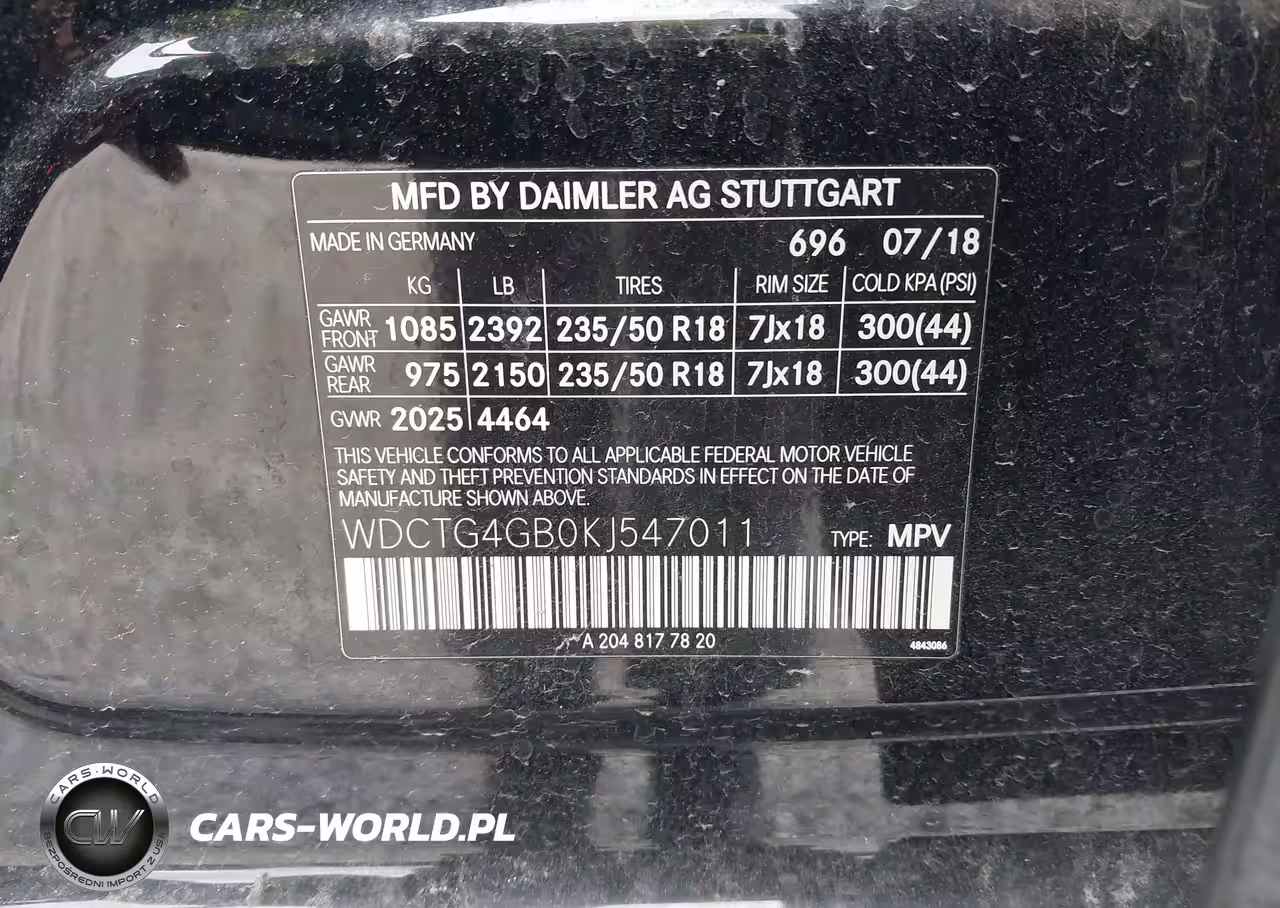 MFD BY DAIMLER AG STUTTGART
MADE IN GERMANY 696 07/18
KG LB TIRES RIM SIZE COLD KPA (PSI)
GAWR FRONT 1085 2392 235/50 R18 7Jx18 300(44)
GAWR REAR 975 2150 235/50 R18 7Jx18 300(44)
GVWR 2025 4464
THIS VEHICLE CONFORMS TO ALL APPLICABLE FEDERAL MOTOR VEHICLE
SAFETY AND THEFT PREVENTION STANDARDS IN EFFECT ON THE DATE OF
MANUFACTURE SHOWN ABOVE.
WDCTG4GB0KJ547011 TYPE: MPV
A 204 817 78 20
4843086
CARS-WORLD
CW
BEZPOŚREDNI IMPORT Z USA
CARS-WORLD.PL